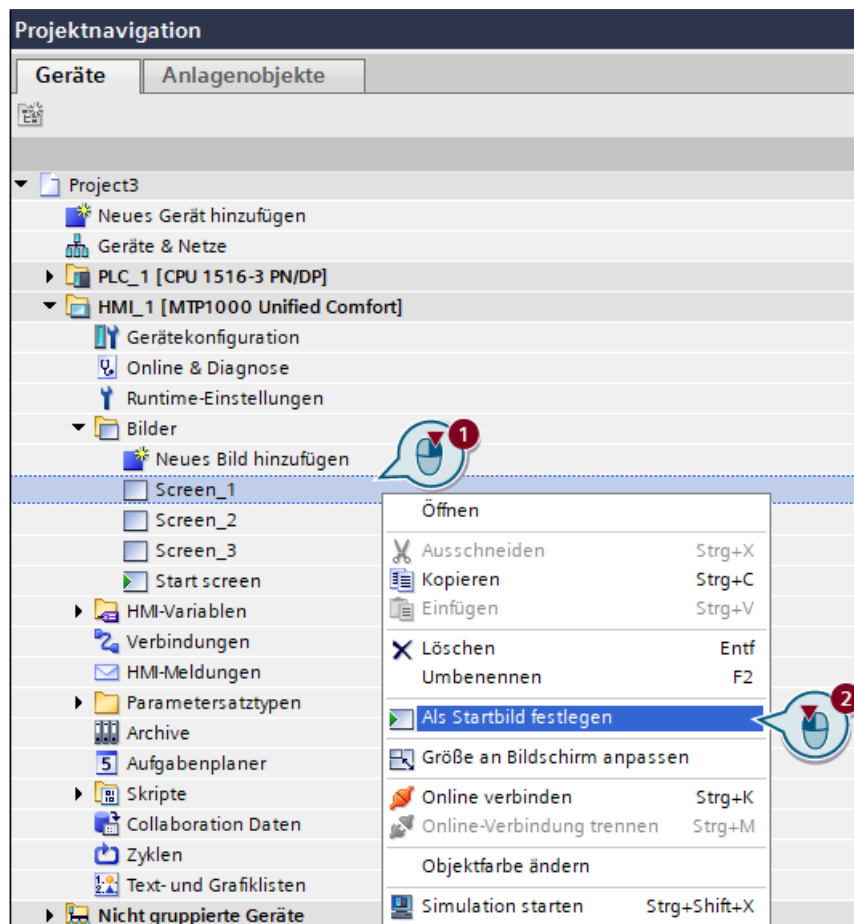 Projektnavigation
Geräte Anlagenobjekte
Project3
Neues Gerät hinzufügen
Geräte & Netze
PLC_1 [CPU 1516-3 PN/DP]
HMI_1 [MTP1000 Unified Comfort]
Gerätekonfiguration
Online & Diagnose
Runtime-Einstellungen
Bilder
Neues Bild hinzufügen
Screen_1
Screen_2
Screen_3
Start screen
HMI-Variablen
Verbindungen
HMI-Meldungen
Parametersatztypen
Archive
5 Aufgabenplaner
Skripte
Collaboration Daten
Zyklen
Text- und Grafiklisten
Nicht gruppierte Geräte
1
Öffnen
Ausschneiden Strg+X
Kopieren Strg+C
Einfügen Strg+V
Löschen Entf
Umbenennen F2
Als Startbild festlegen
2
Größe an Bildschirm anpassen
Online verbinden Strg+K
Online-Verbindung trennen Strg+M
Objektfarbe ändern
Simulation starten Strg+Shift+X